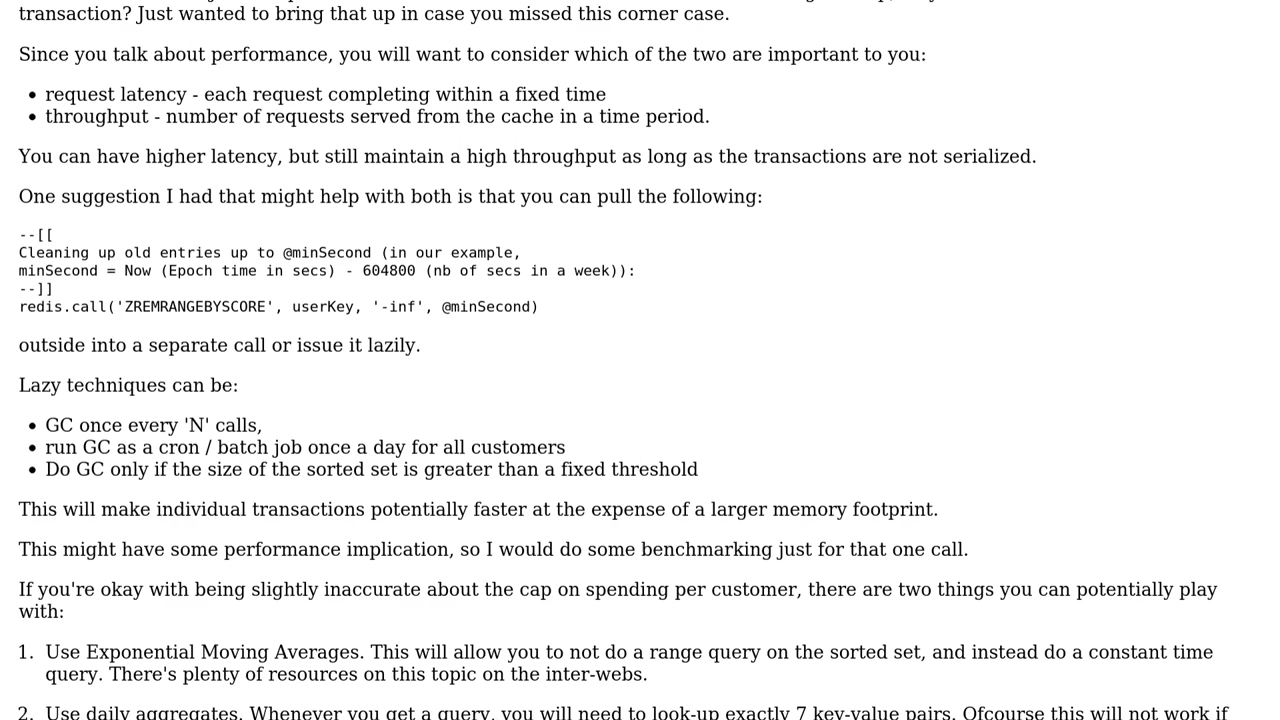 transaction? Just wanted to bring that up in case you missed this corner case.
Since you talk about performance, you will want to consider which of the two are important to you:
• request latency - each request completing within a fixed time
• throughput - number of requests served from the cache in a time period.
You can have higher latency, but still maintain a high throughput as long as the transactions are not serialized.
One suggestion I had that might help with both is that you can pull the following:
--[[
Cleaning up old entries up to @minSecond (in our example,
minSecond = Now (Epoch time in secs) - 604800 (nb of secs in a week)):
--]]
redis.call('ZREMRANGEBYSCORE', userKey, '-inf', @minSecond)
outside into a separate call or issue it lazily.
Lazy techniques can be:
• GC once every 'N' calls,
• run GC as a cron / batch job once a day for all customers
• Do GC only if the size of the sorted set is greater than a fixed threshold
This will make individual transactions potentially faster at the expense of a larger memory footprint.
This might have some performance implication, so I would do some benchmarking just for that one call.
If you're okay with being slightly inaccurate about the cap on spending per customer, there are two things you can potentially play
with:
1. Use Exponential Moving Averages. This will allow you to not do a range query on the sorted set, and instead do a constant time
query. There's plenty of resources on this topic on the inter-webs.
2. Use daily aggregates. Whenever you get a query, you will need to look-up exactly 7 key-value pairs. Ofcourse this will not work if